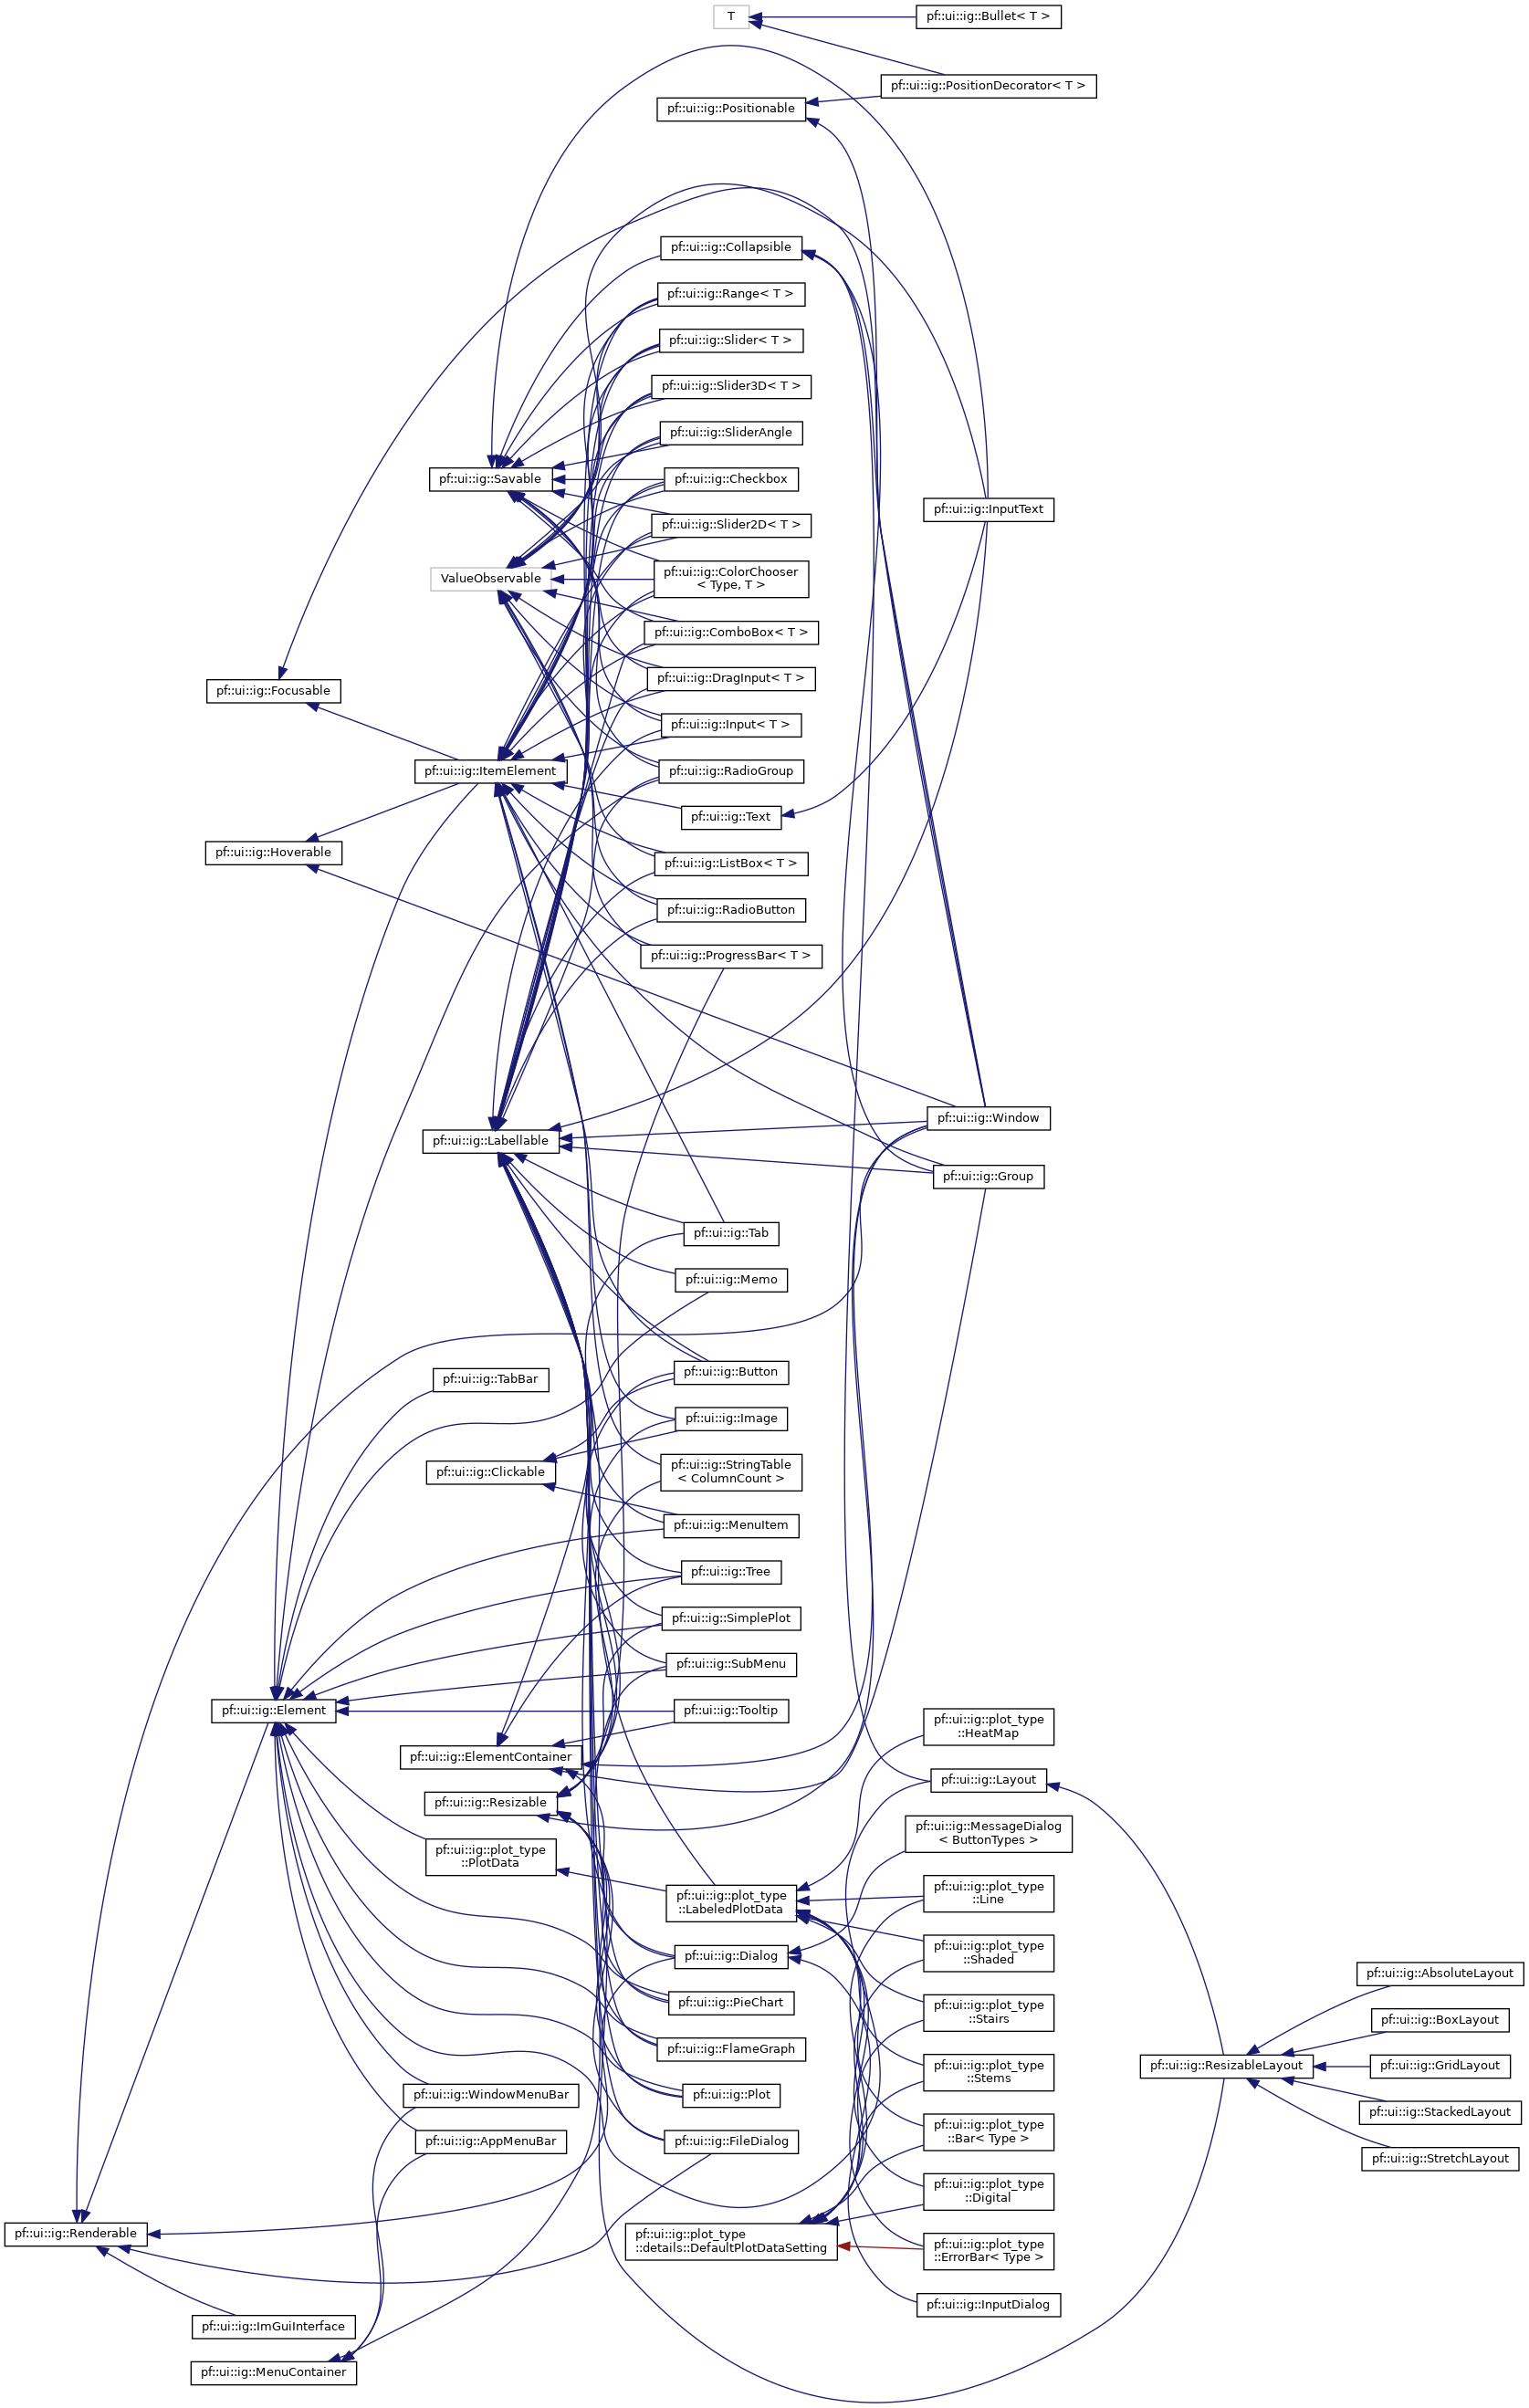 T
pf::ui::ig::Bullet< T >
pf::ui::ig::PositionDecorator< T >
pf::ui::ig::Positionable
pf::ui::ig::Collapsible
pf::ui::ig::Range< T >
pf::ui::ig::Slider< T >
pf::ui::ig::Slider3D< T >
pf::ui::ig::SliderAngle
pf::ui::ig::Savable
pf::ui::ig::Checkbox
pf::ui::ig::InputText
pf::ui::ig::Slider2D< T >
ValueObservable
pf::ui::ig::ColorChooser
< Type, T >
pf::ui::ig::ComboBox< T >
pf::ui::ig::DragInput< T >
pf::ui::ig::Focusable
pf::ui::ig::Input< T >
pf::ui::ig::ItemElement
pf::ui::ig::RadioGroup
pf::ui::ig::Text
pf::ui::ig::Hoverable
pf::ui::ig::ListBox< T >
pf::ui::ig::RadioButton
pf::ui::ig::ProgressBar< T >
pf::ui::ig::Window
pf::ui::ig::Labellable
pf::ui::ig::Group
pf::ui::ig::Tab
pf::ui::ig::Memo
pf::ui::ig::TabBar
pf::ui::ig::Button
pf::ui::ig::Image
pf::ui::ig::Clickable
pf::ui::ig::StringTable
< ColumnCount >
pf::ui::ig::MenuItem
pf::ui::ig::Tree
pf::ui::ig::SimplePlot
pf::ui::ig::SubMenu
pf::ui::ig::Element
pf::ui::ig::Tooltip
pf::ui::ig::plot_type
::HeatMap
pf::ui::ig::ElementContainer
pf::ui::ig::Layout
pf::ui::ig::Resizable
pf::ui::ig::MessageDialog
< ButtonTypes >
pf::ui::ig::plot_type
::PlotData
pf::ui::ig::plot_type
::LabeledPlotData
pf::ui::ig::plot_type
::Line
pf::ui::ig::Dialog
pf::ui::ig::plot_type
::Shaded
pf::ui::ig::AbsoluteLayout
pf::ui::ig::PieChart
pf::ui::ig::plot_type
::Stairs
pf::ui::ig::BoxLayout
pf::ui::ig::FlameGraph
pf::ui::ig::plot_type
::Stems
pf::ui::ig::ResizableLayout
pf::ui::ig::GridLayout
pf::ui::ig::WindowMenuBar
pf::ui::ig::Plot
pf::ui::ig::StackedLayout
pf::ui::ig::AppMenuBar
pf::ui::ig::FileDialog
pf::ui::ig::plot_type
::Bar< Type >
pf::ui::ig::StretchLayout
pf::ui::ig::plot_type
::Digital
pf::ui::ig::Renderable
pf::ui::ig::plot_type
::details::DefaultPlotDataSetting
pf::ui::ig::plot_type
::ErrorBar< Type >
pf::ui::ig::InputDialog
pf::ui::ig::ImGuiInterface
pf::ui::ig::MenuContainer